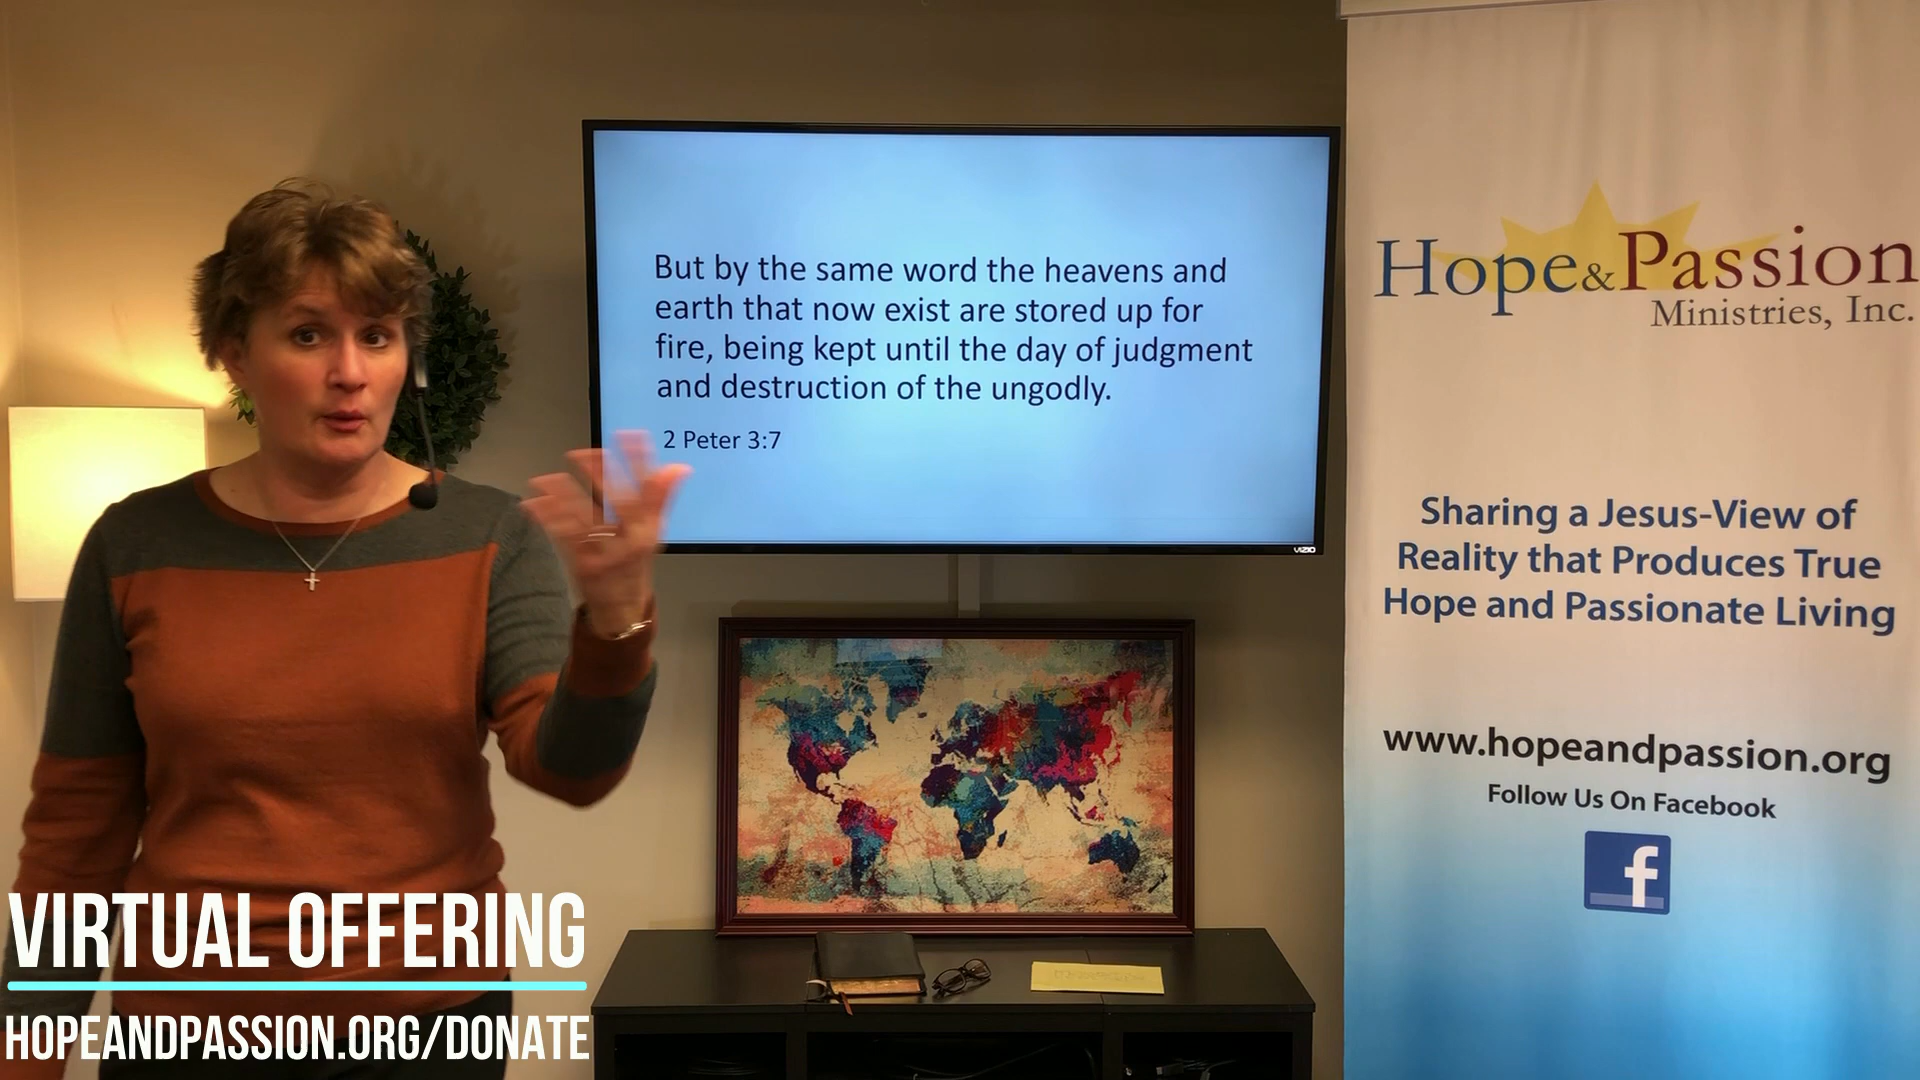 But by the same word the heavens and
earth that now exist are stored up for
fire, being kept until the day of judgment
and destruction of the ungodly.
2 Peter 3:7
VIZIO
Hope&Passion
Ministries, Inc.
Sharing a Jesus-View of
Reality that Produces True
Hope and Passionate Living
www.hopeandpassion.org
Follow Us On Facebook
f
VIRTUAL OFFERING
HOPEANDPASSION.ORG/DONATE